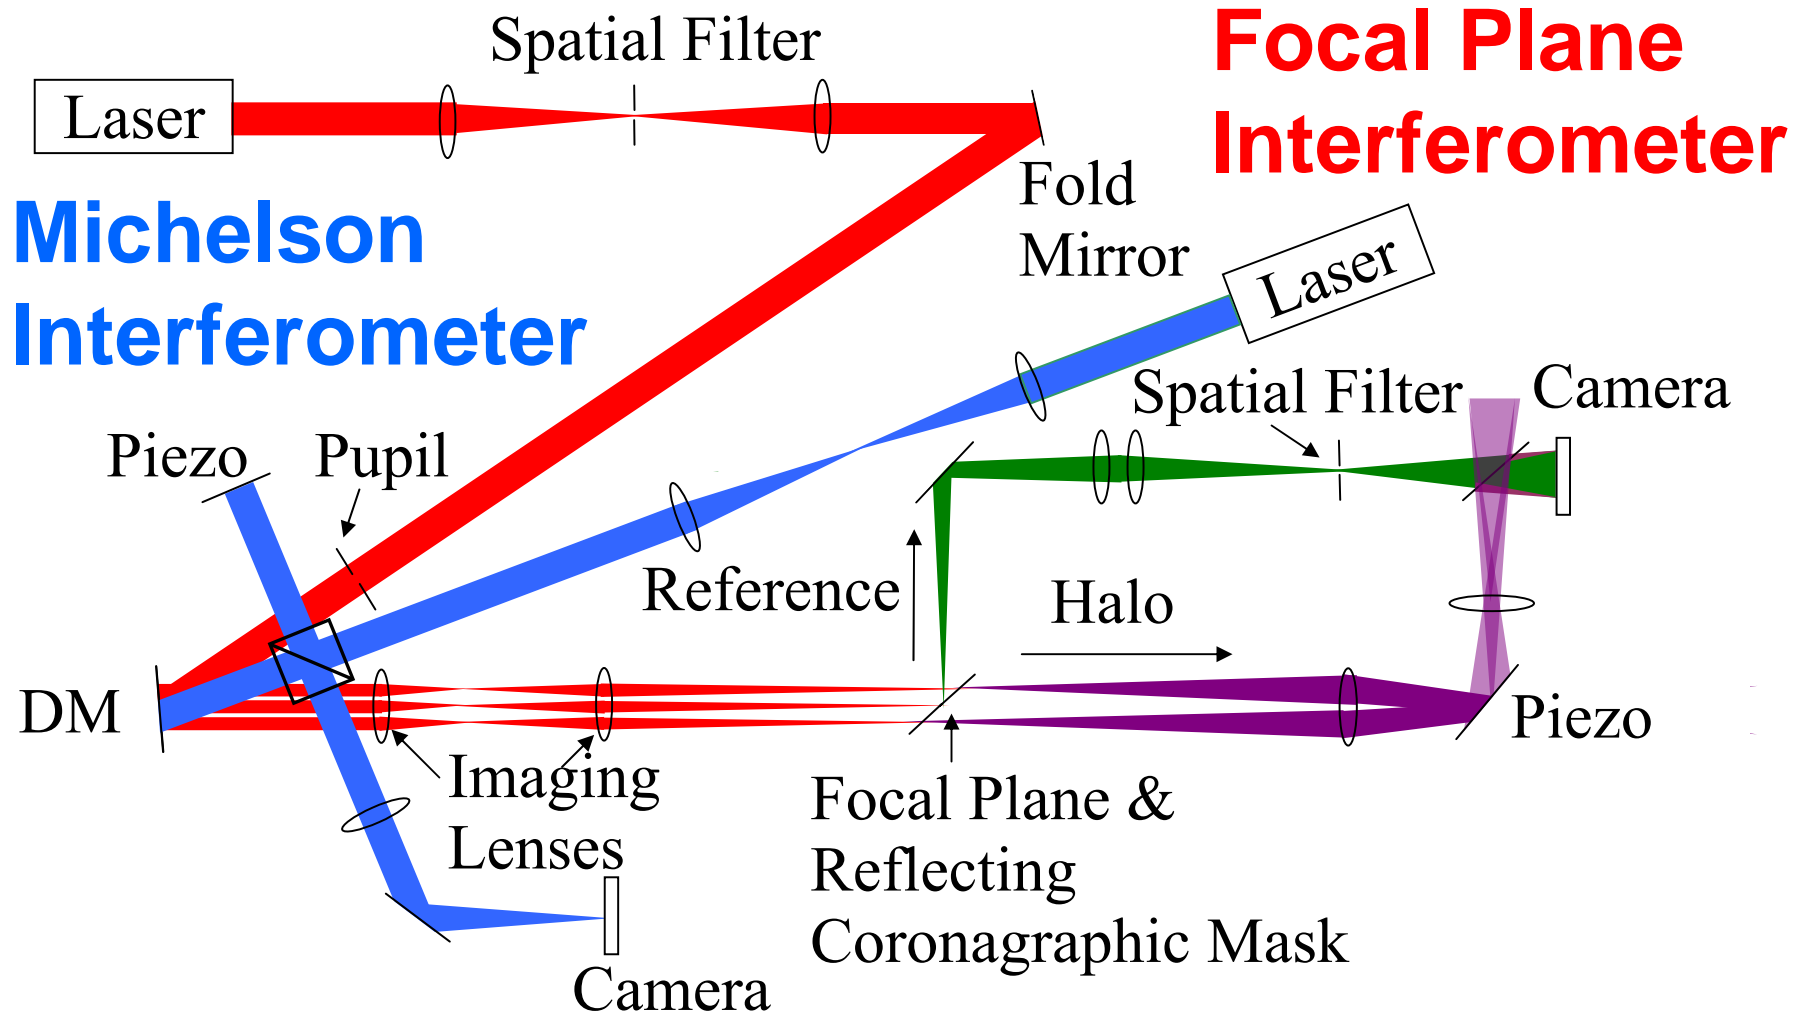 Spatial Filter
Focal Plane
Interferometer
Laser
Fold
Mirror
Michelson
Interferometer
Laser
Spatial Filter
Camera
Piezo
Pupil
Reference
Halo
DM
Piezo
Imaging
Lenses
Focal Plane &
Reflecting
Coronagraphic Mask
Camera